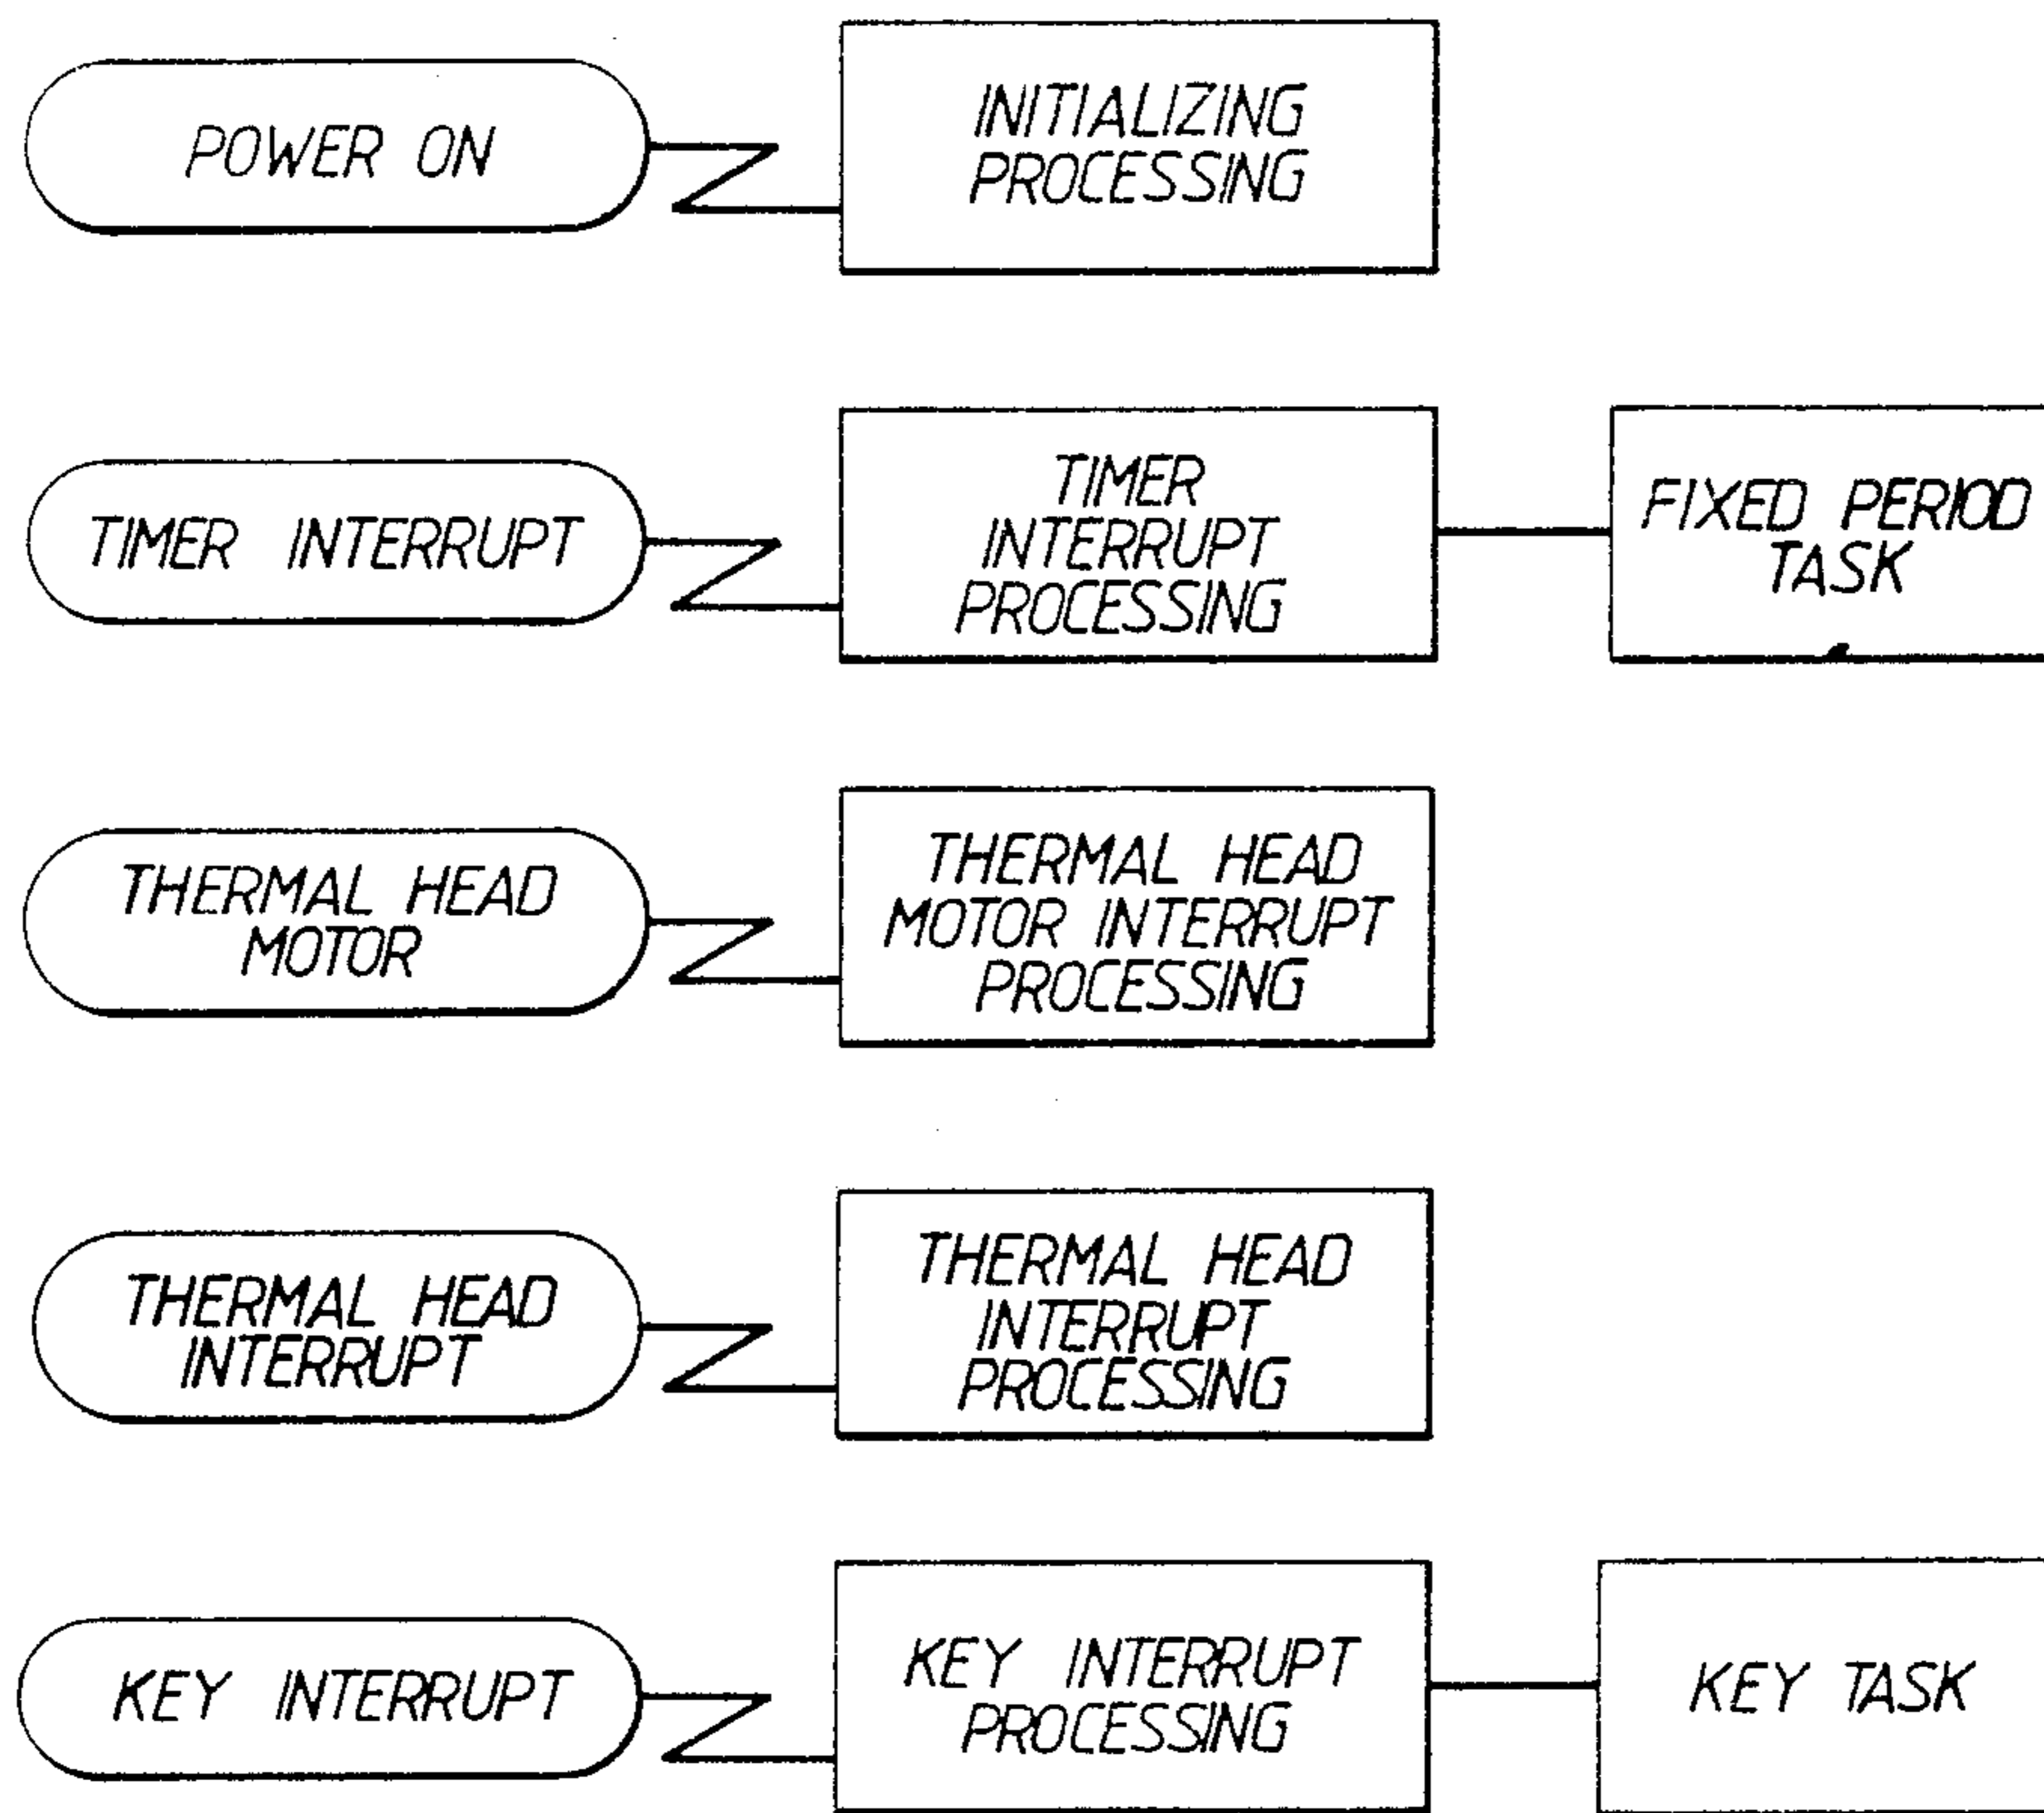 POWER ON
INITIALIZING
PROCESSING
TIMER INTERRUPT
TIMER
INTERRUPT
PROCESSING
FIXED PERIOD
TASK
THERMAL HEAD
MOTOR
THERMAL HEAD
MOTOR INTERRUPT
PROCESSING
THERMAL HEAD
INTERRUPT
THERMAL HEAD
INTERRUPT
PROCESSING
KEY INTERRUPT
KEY INTERRUPT
PROCESSING
KEY TASK